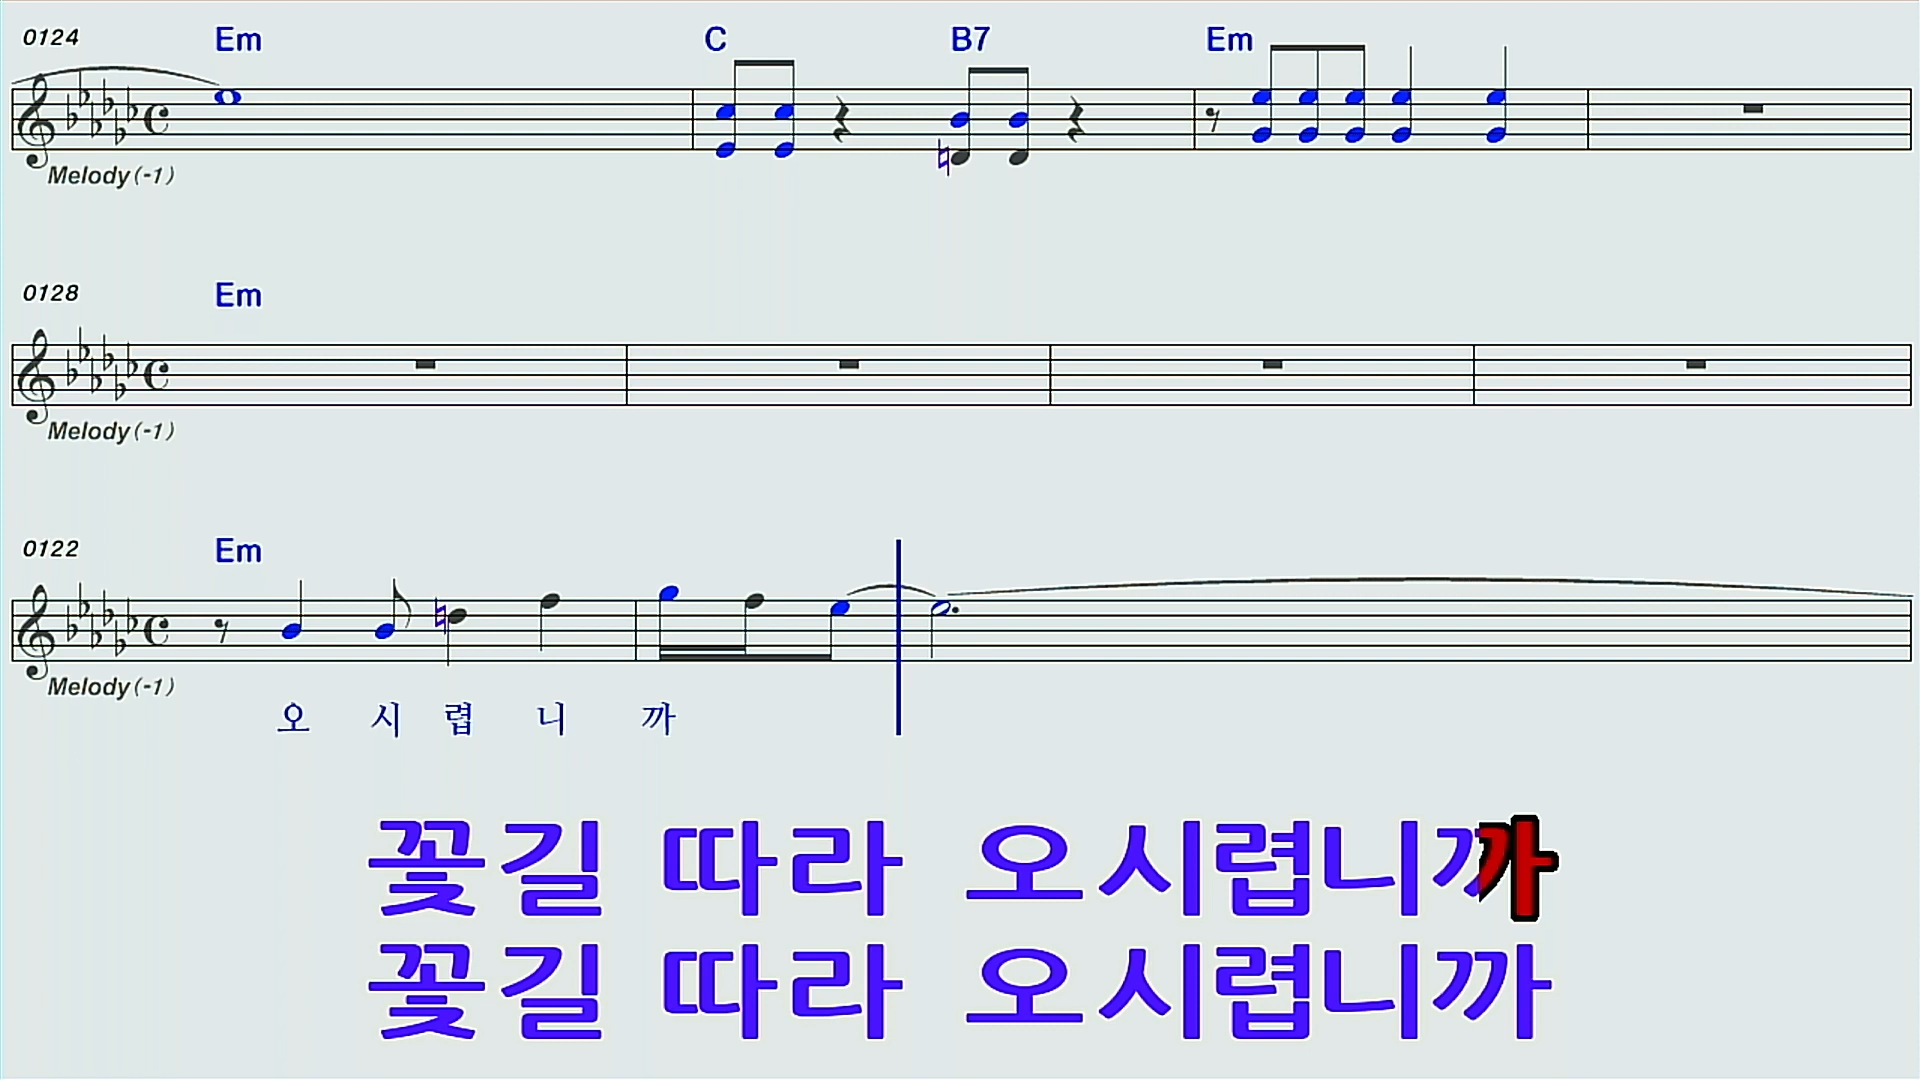 0124 Em C B7 Em
Melody(-1)
0128 Em
Melody(-1)
0122 Em
Melody(-1)
오 시 렵 니 까
꽃길 따라 오시렵니까
꽃길 따라 오시렵니까